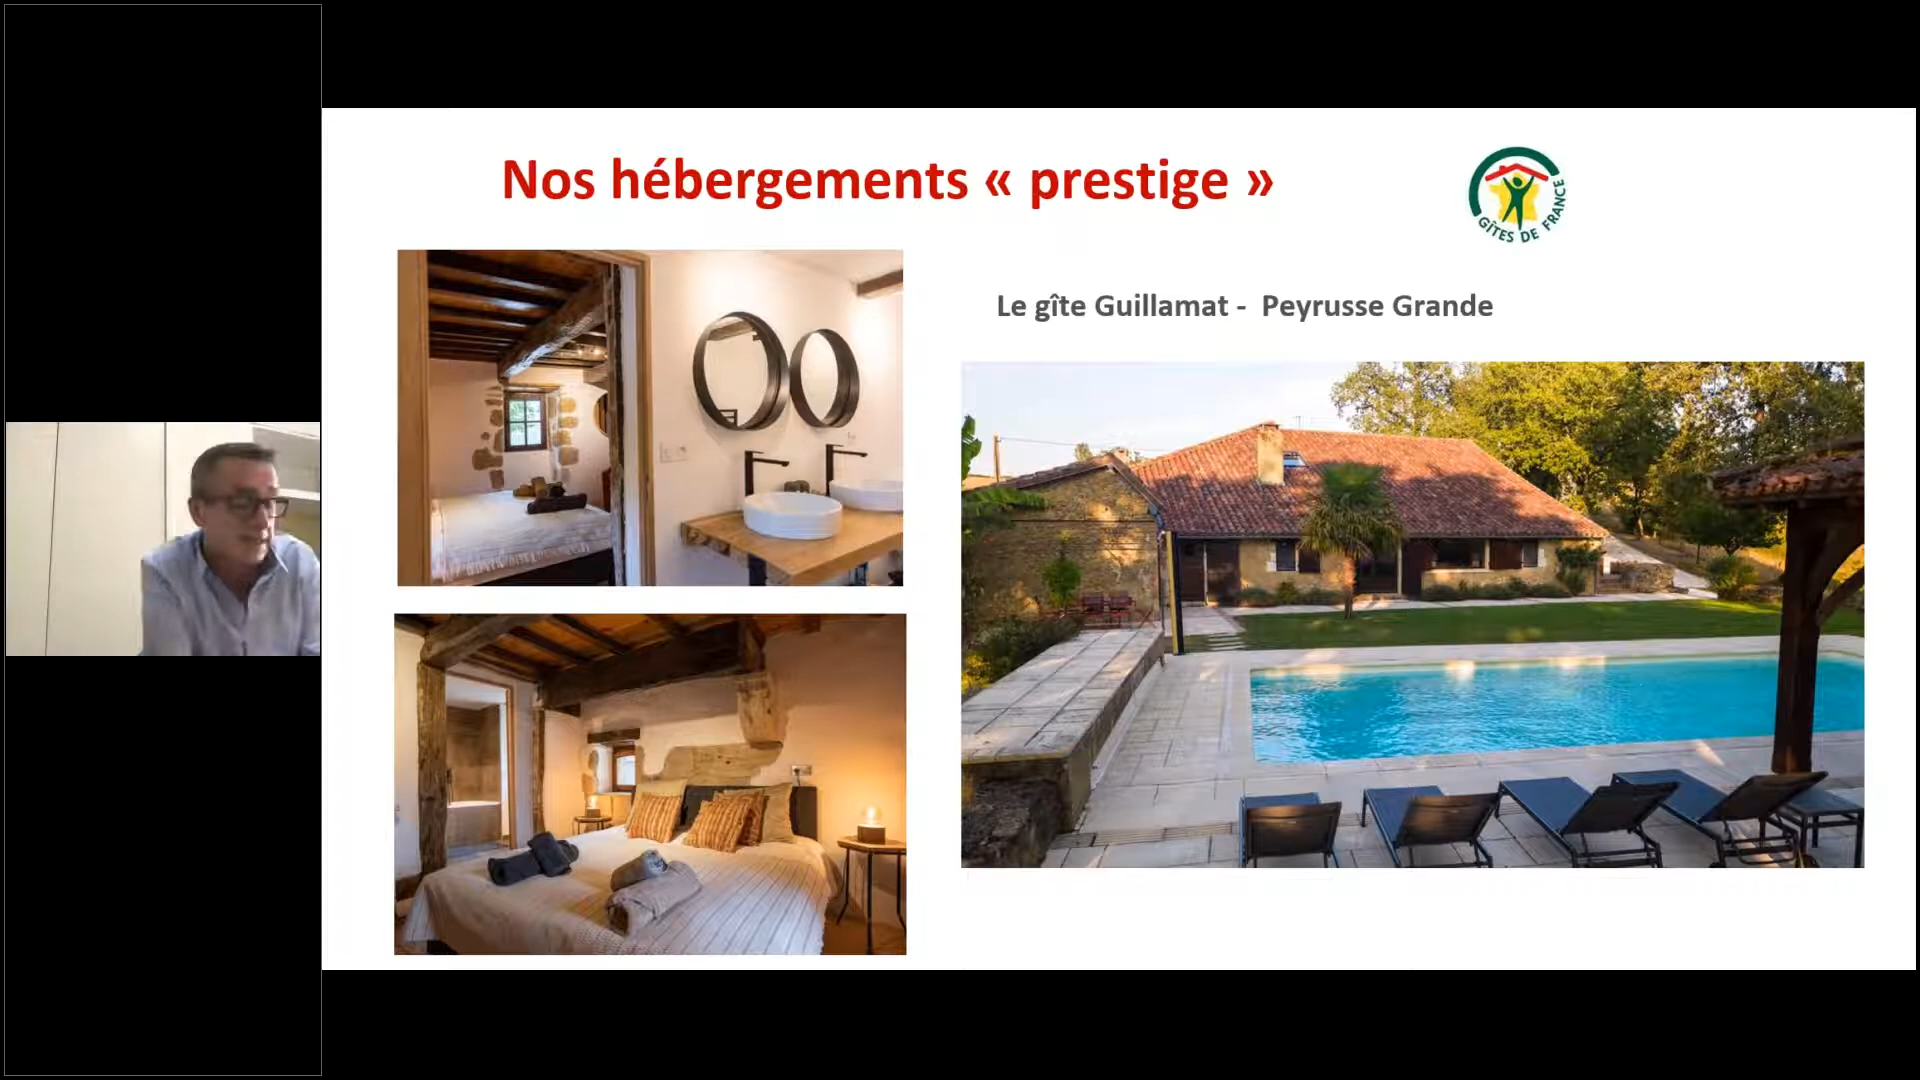 Nos hébergements « prestige »
GÎTES DE FRANCE
Le gîte Guillamat - Peyrusse Grande